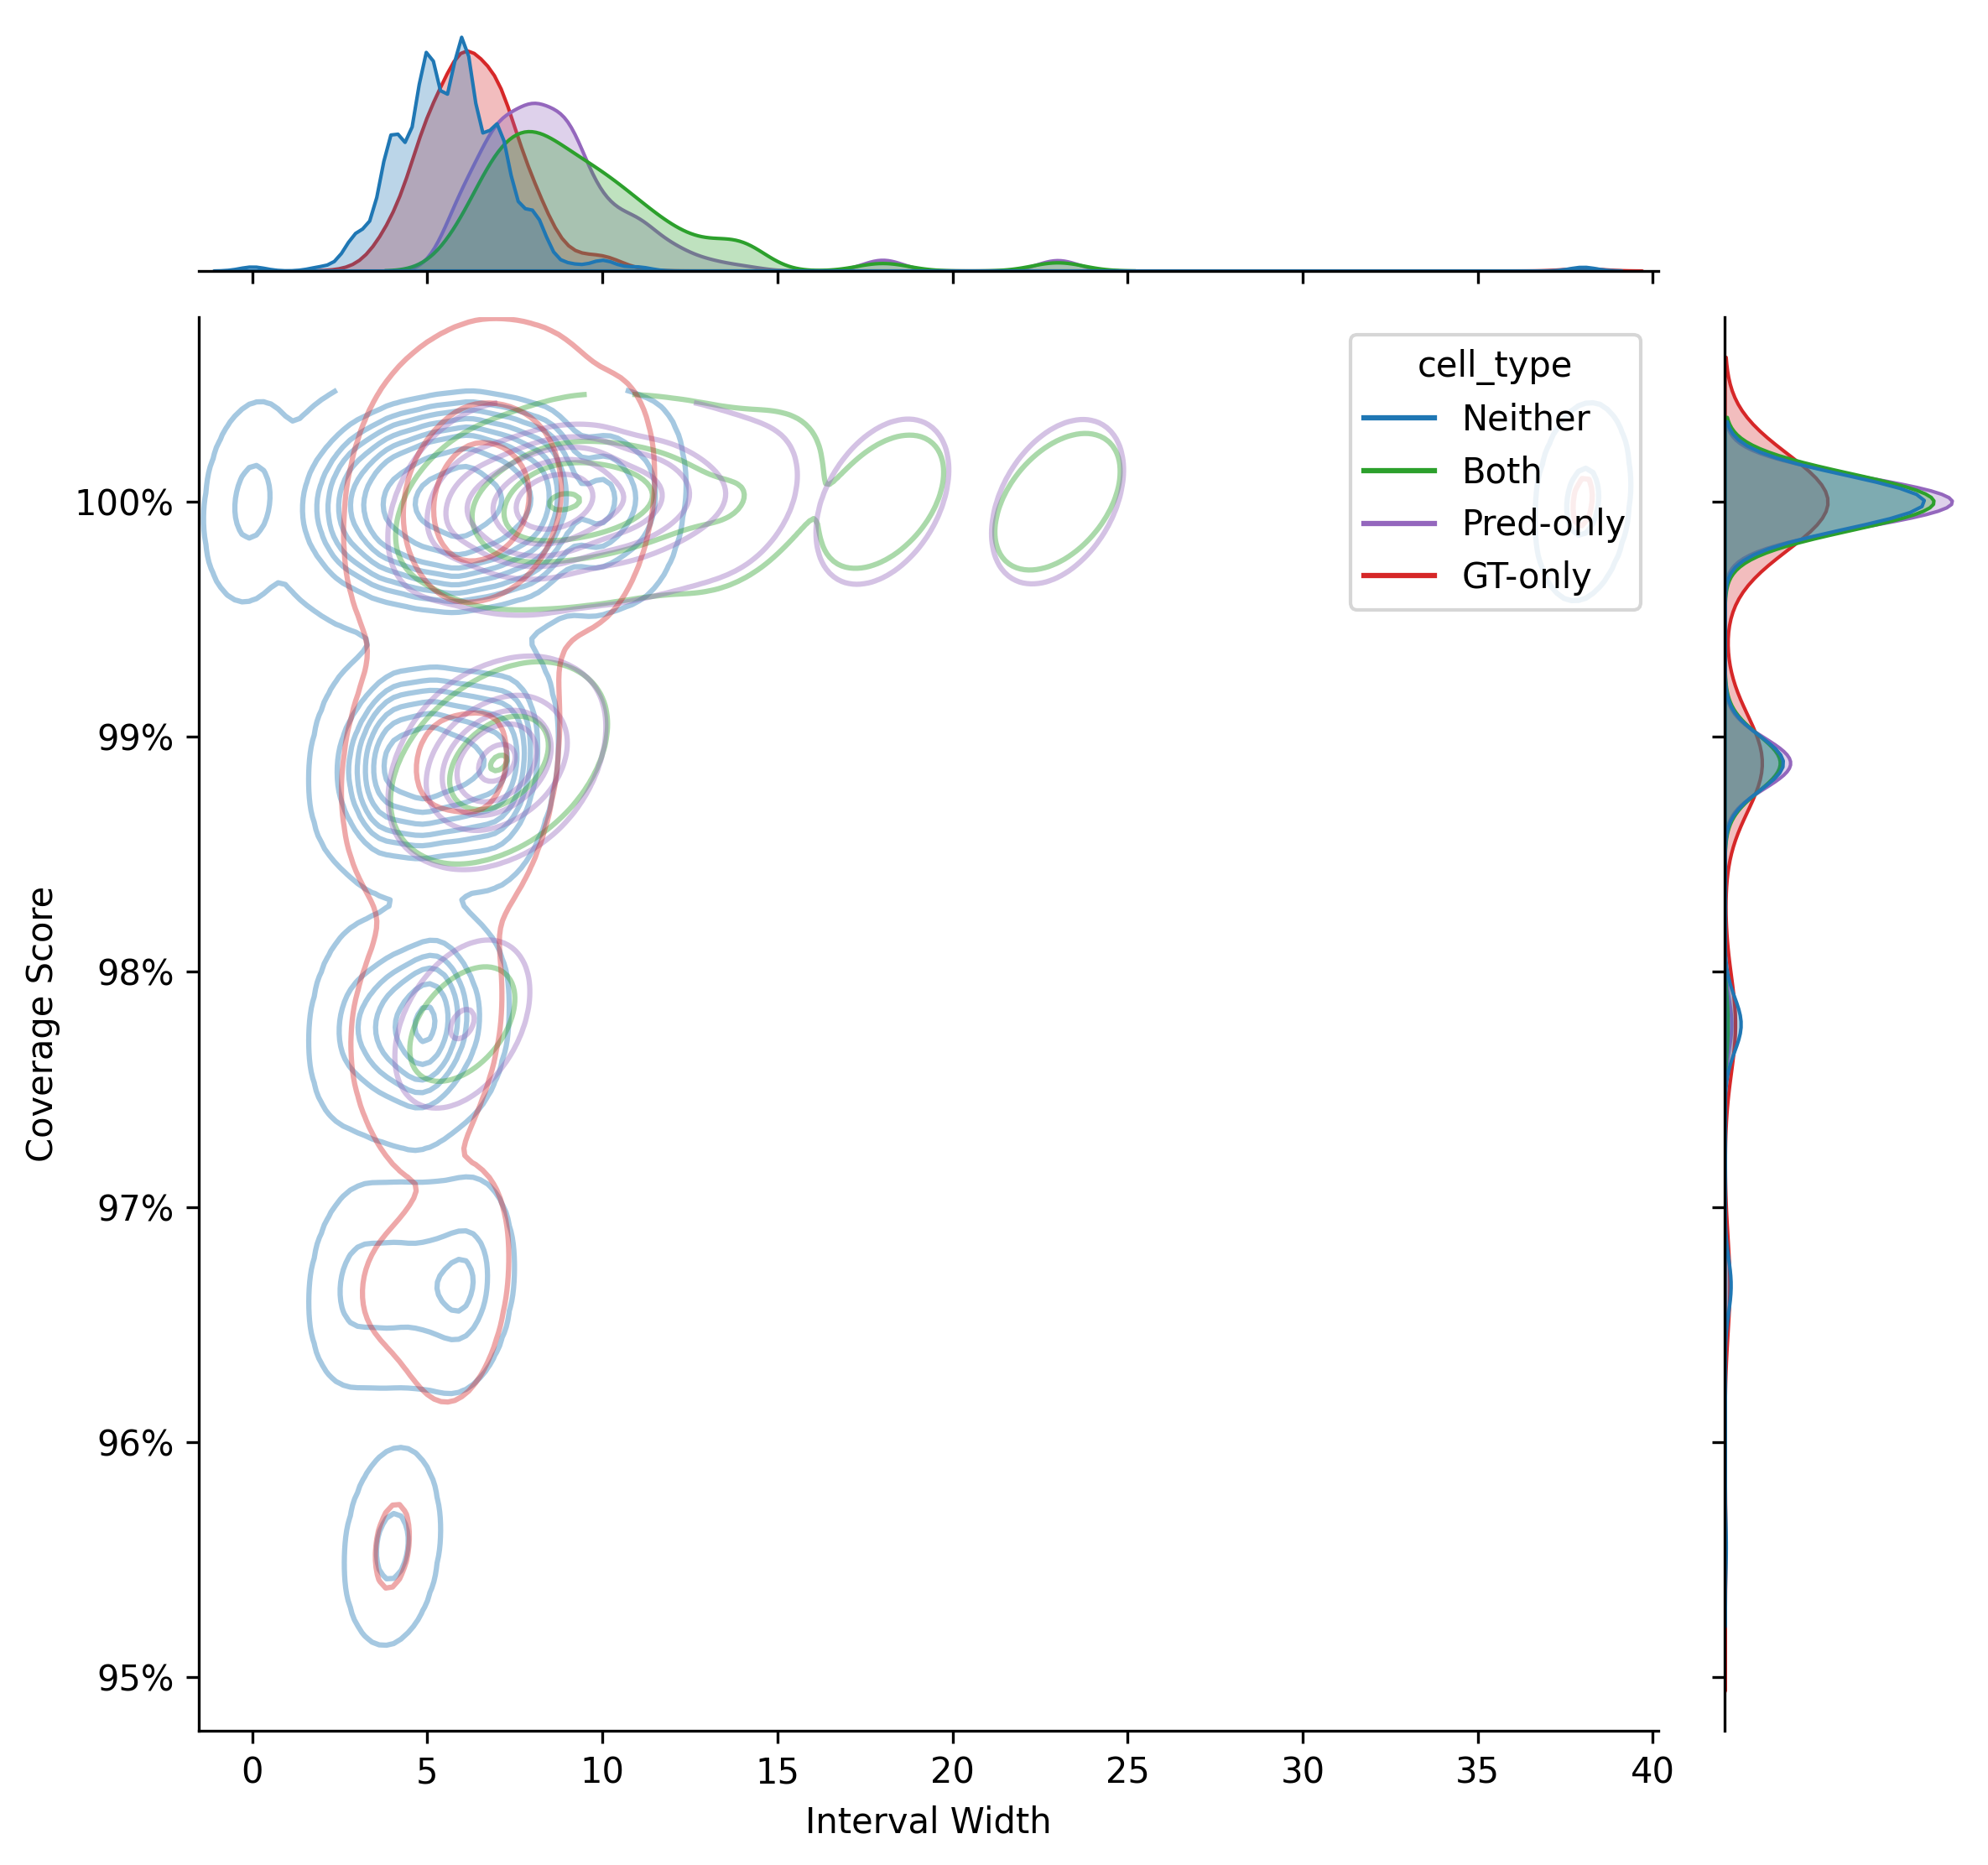 cell_type
Neither
Both
Pred-only
GT-only
100%
99%
98%
97%
96%
95%
Coverage Score
0 5 10 15 20 25 30 35 40
Interval Width